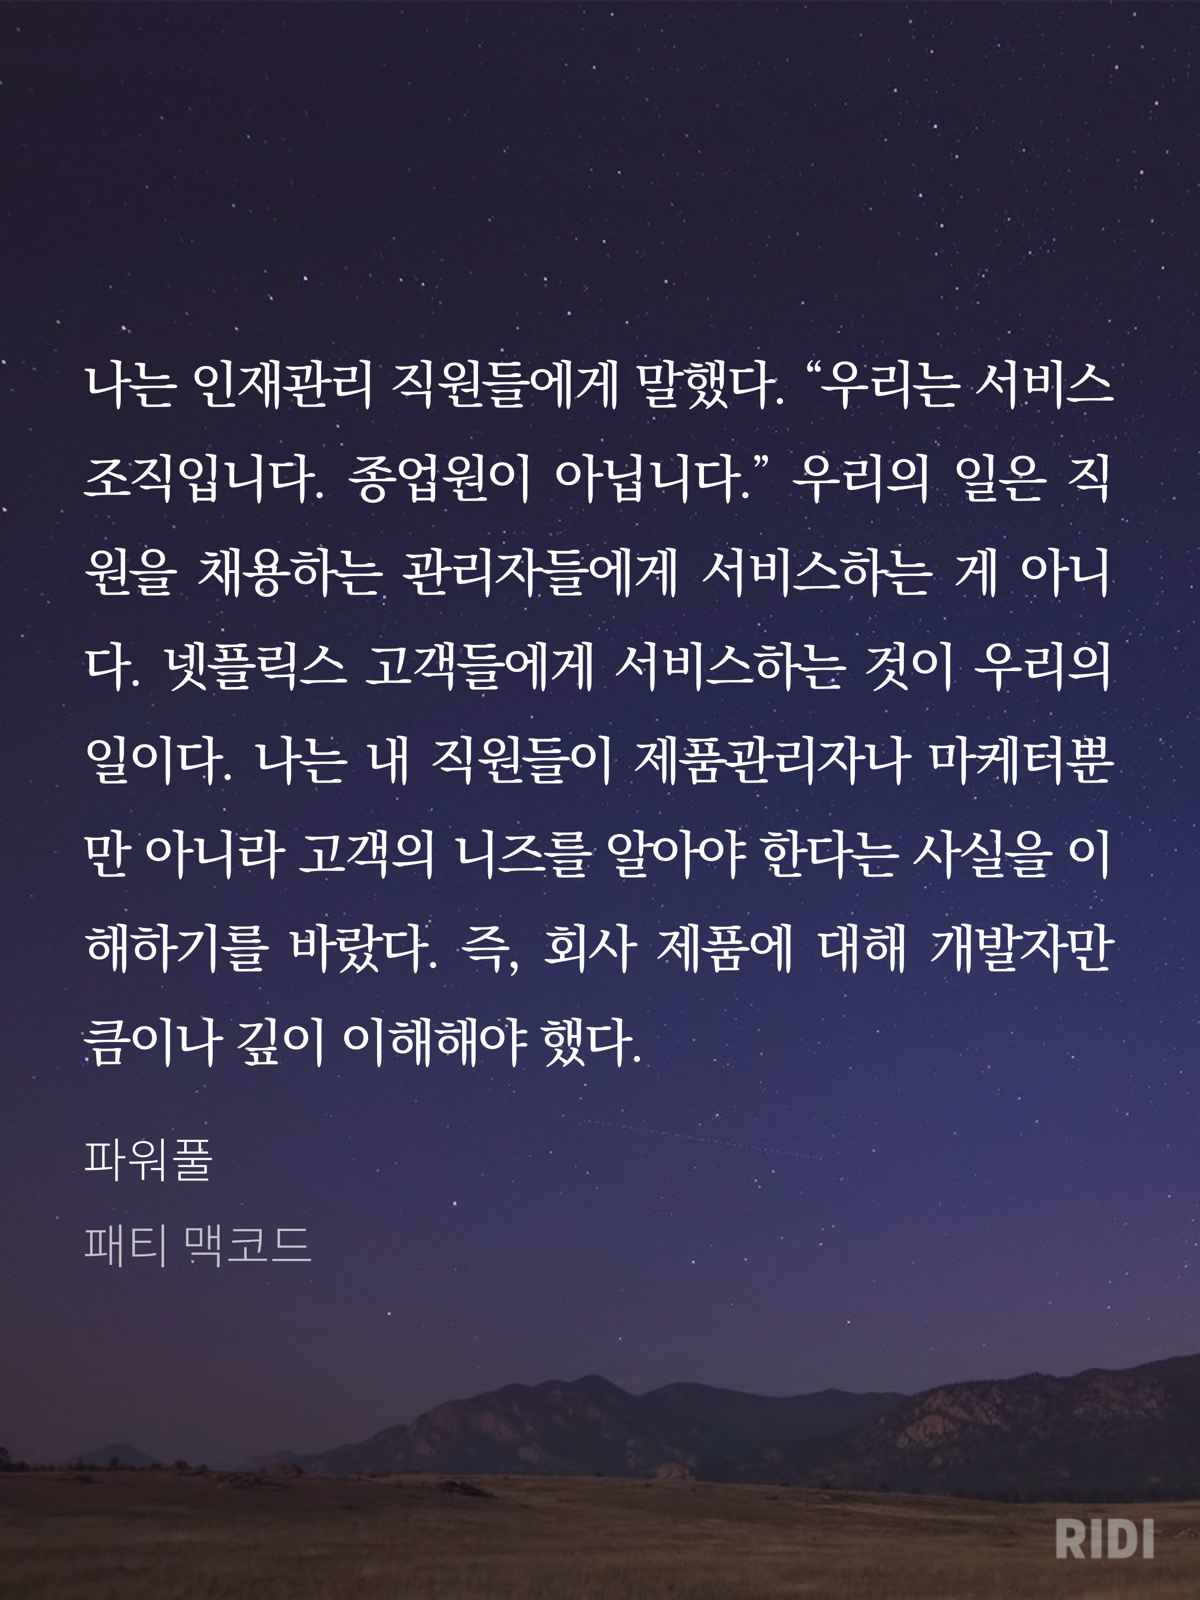 나는 인재관리 직원들에게 말했다. “우리는 서비스
조직입니다. 종업원이 아닙니다.” 우리의 일은 직
원을 채용하는 관리자들에게 서비스하는 게 아니
다. 넷플릭스 고객들에게 서비스하는 것이 우리의
일이다. 나는 내 직원들이 제품관리자나 마케터뿐
만 아니라 고객의 니즈를 알아야 한다는 사실을 이
해하기를 바랐다. 즉, 회사 제품에 대해 개발자만
큼이나 깊이 이해해야 했다.
파워풀
패티 맥코드
RIDI